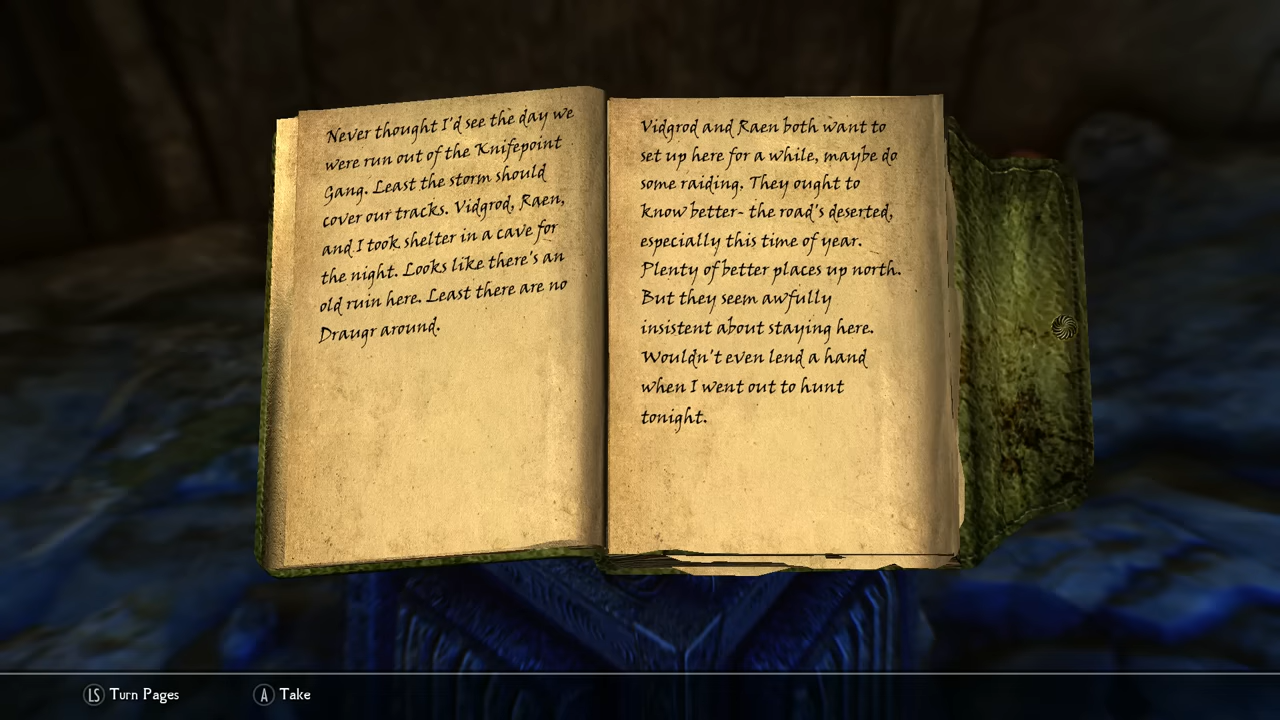 Never thought I'd see the day we
were run out of the Knifepoint
Gang. Least the storm should
cover our tracks. Vidgrod, Raen,
and I took shelter in a cave for
the night. Looks like there's an
old ruin here. Least there are no
Draugr around.
Vidgrod and Raen both want to
set up here for a while, maybe do
some raiding. They ought to
know better- the road's deserted,
especially this time of year.
Plenty of better places up north.
But they seem awfully
insistent about staying here.
Wouldn't even lend a hand
when I went out to hunt
tonight.
LS Turn Pages
A Take